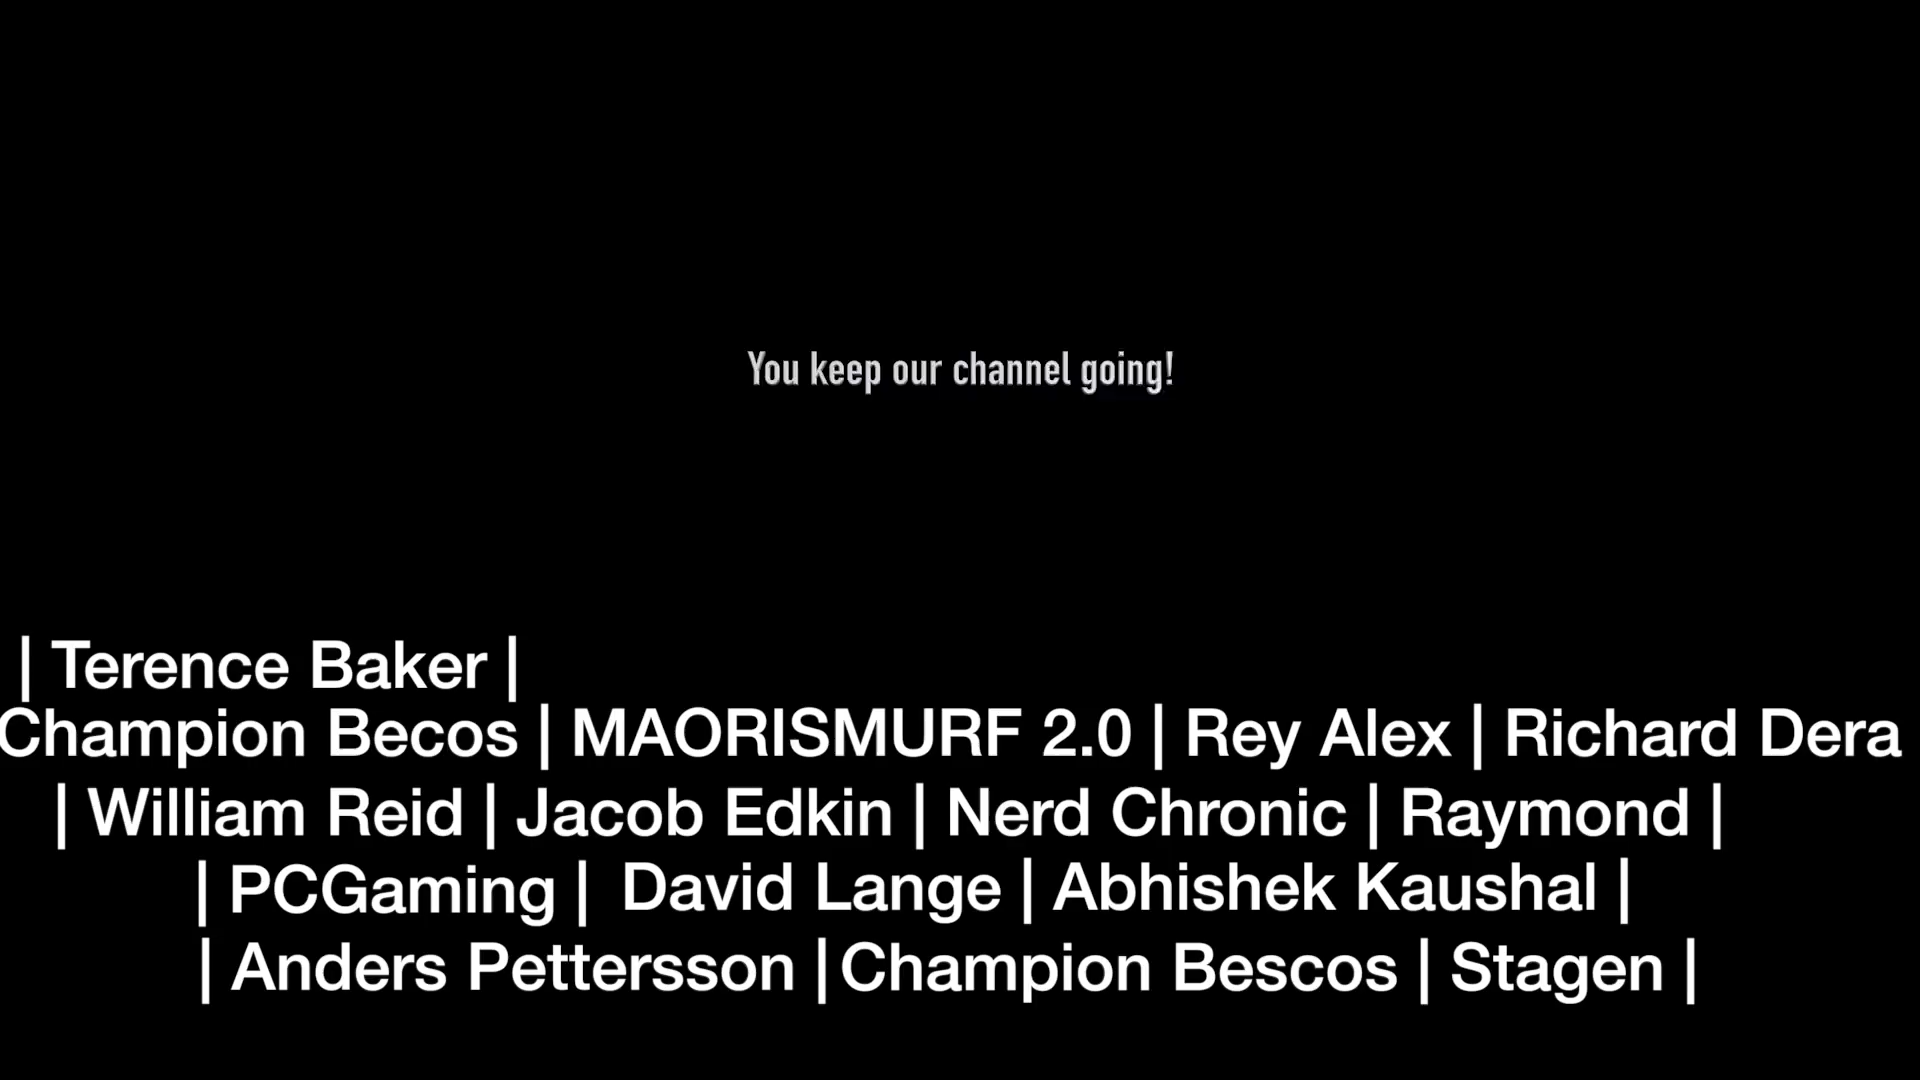 You keep our channel going!
| Terence Baker |
Champion Becos | MAORISMURF 2.0 | Rey Alex | Richard Dera
| William Reid | Jacob Edkin | Nerd Chronic | Raymond |
| PCGaming | David Lange | Abhishek Kaushal |
| Anders Pettersson | Champion Bescos | Stagen |